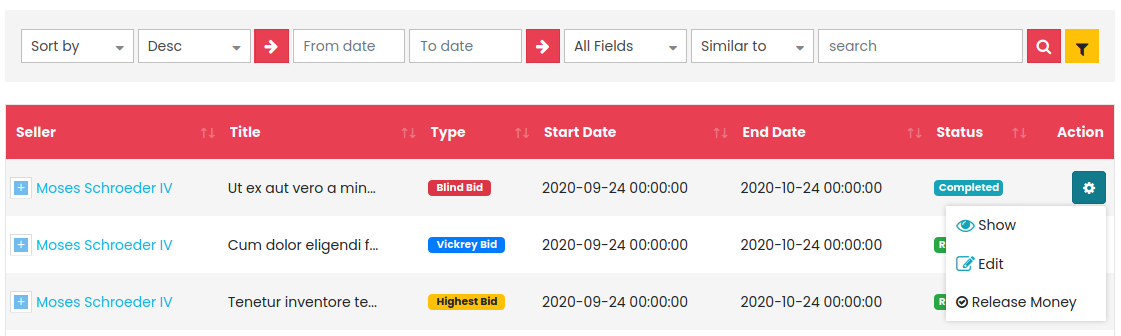 Sort by Desc From date To date All Fields Similar to search
Seller Title Type Start Date End Date Status Action
Moses Schroeder IV Ut ex aut vero a min... Blind Bid 2020-09-24 00:00:00 2020-10-24 00:00:00 Completed
Show
Moses Schroeder IV Cum dolor eligendi f... Vickrey Bid 2020-09-24 00:00:00 2020-10-24 00:00:00
Edit
Moses Schroeder IV Tenetur inventore te... Highest Bid 2020-09-24 00:00:00 2020-10-24 00:00:00
Release Money